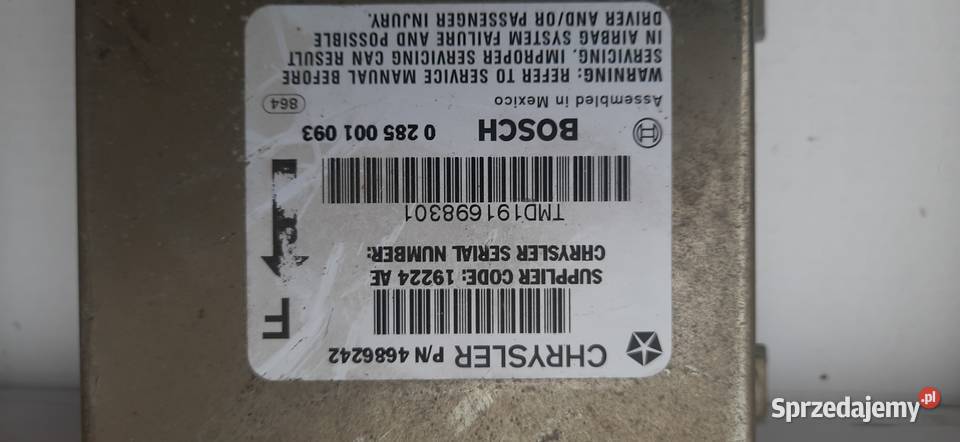 CHRYSLER P/N 4686242
SUPPLIER CODE: 19224 AE
CHRYSLER SERIAL NUMBER:
TMD191698301
F
BOSCH 0 285 001 093
Assembled in Mexico 864
WARNING: REFER TO SERVICE MANUAL BEFORE
SERVICING. IMPROPER SERVICING CAN RESULT
IN AIRBAG SYSTEM FAILURE AND POSSIBLE
DRIVER AND/OR PASSENGER INJURY.
Sprzedajemy.pl